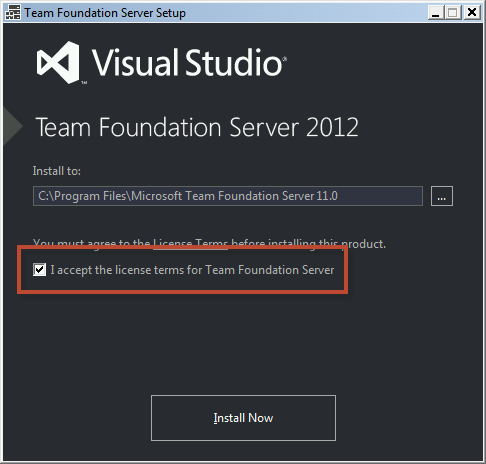 Team Foundation Server Setup
Visual Studio®
™
Team Foundation Server 2012
Install to:
C:\Program Files\Microsoft Team Foundation Server 11.0
...
You must agree to the License Terms before installing this product.
I accept the license terms for Team Foundation Server
Install Now